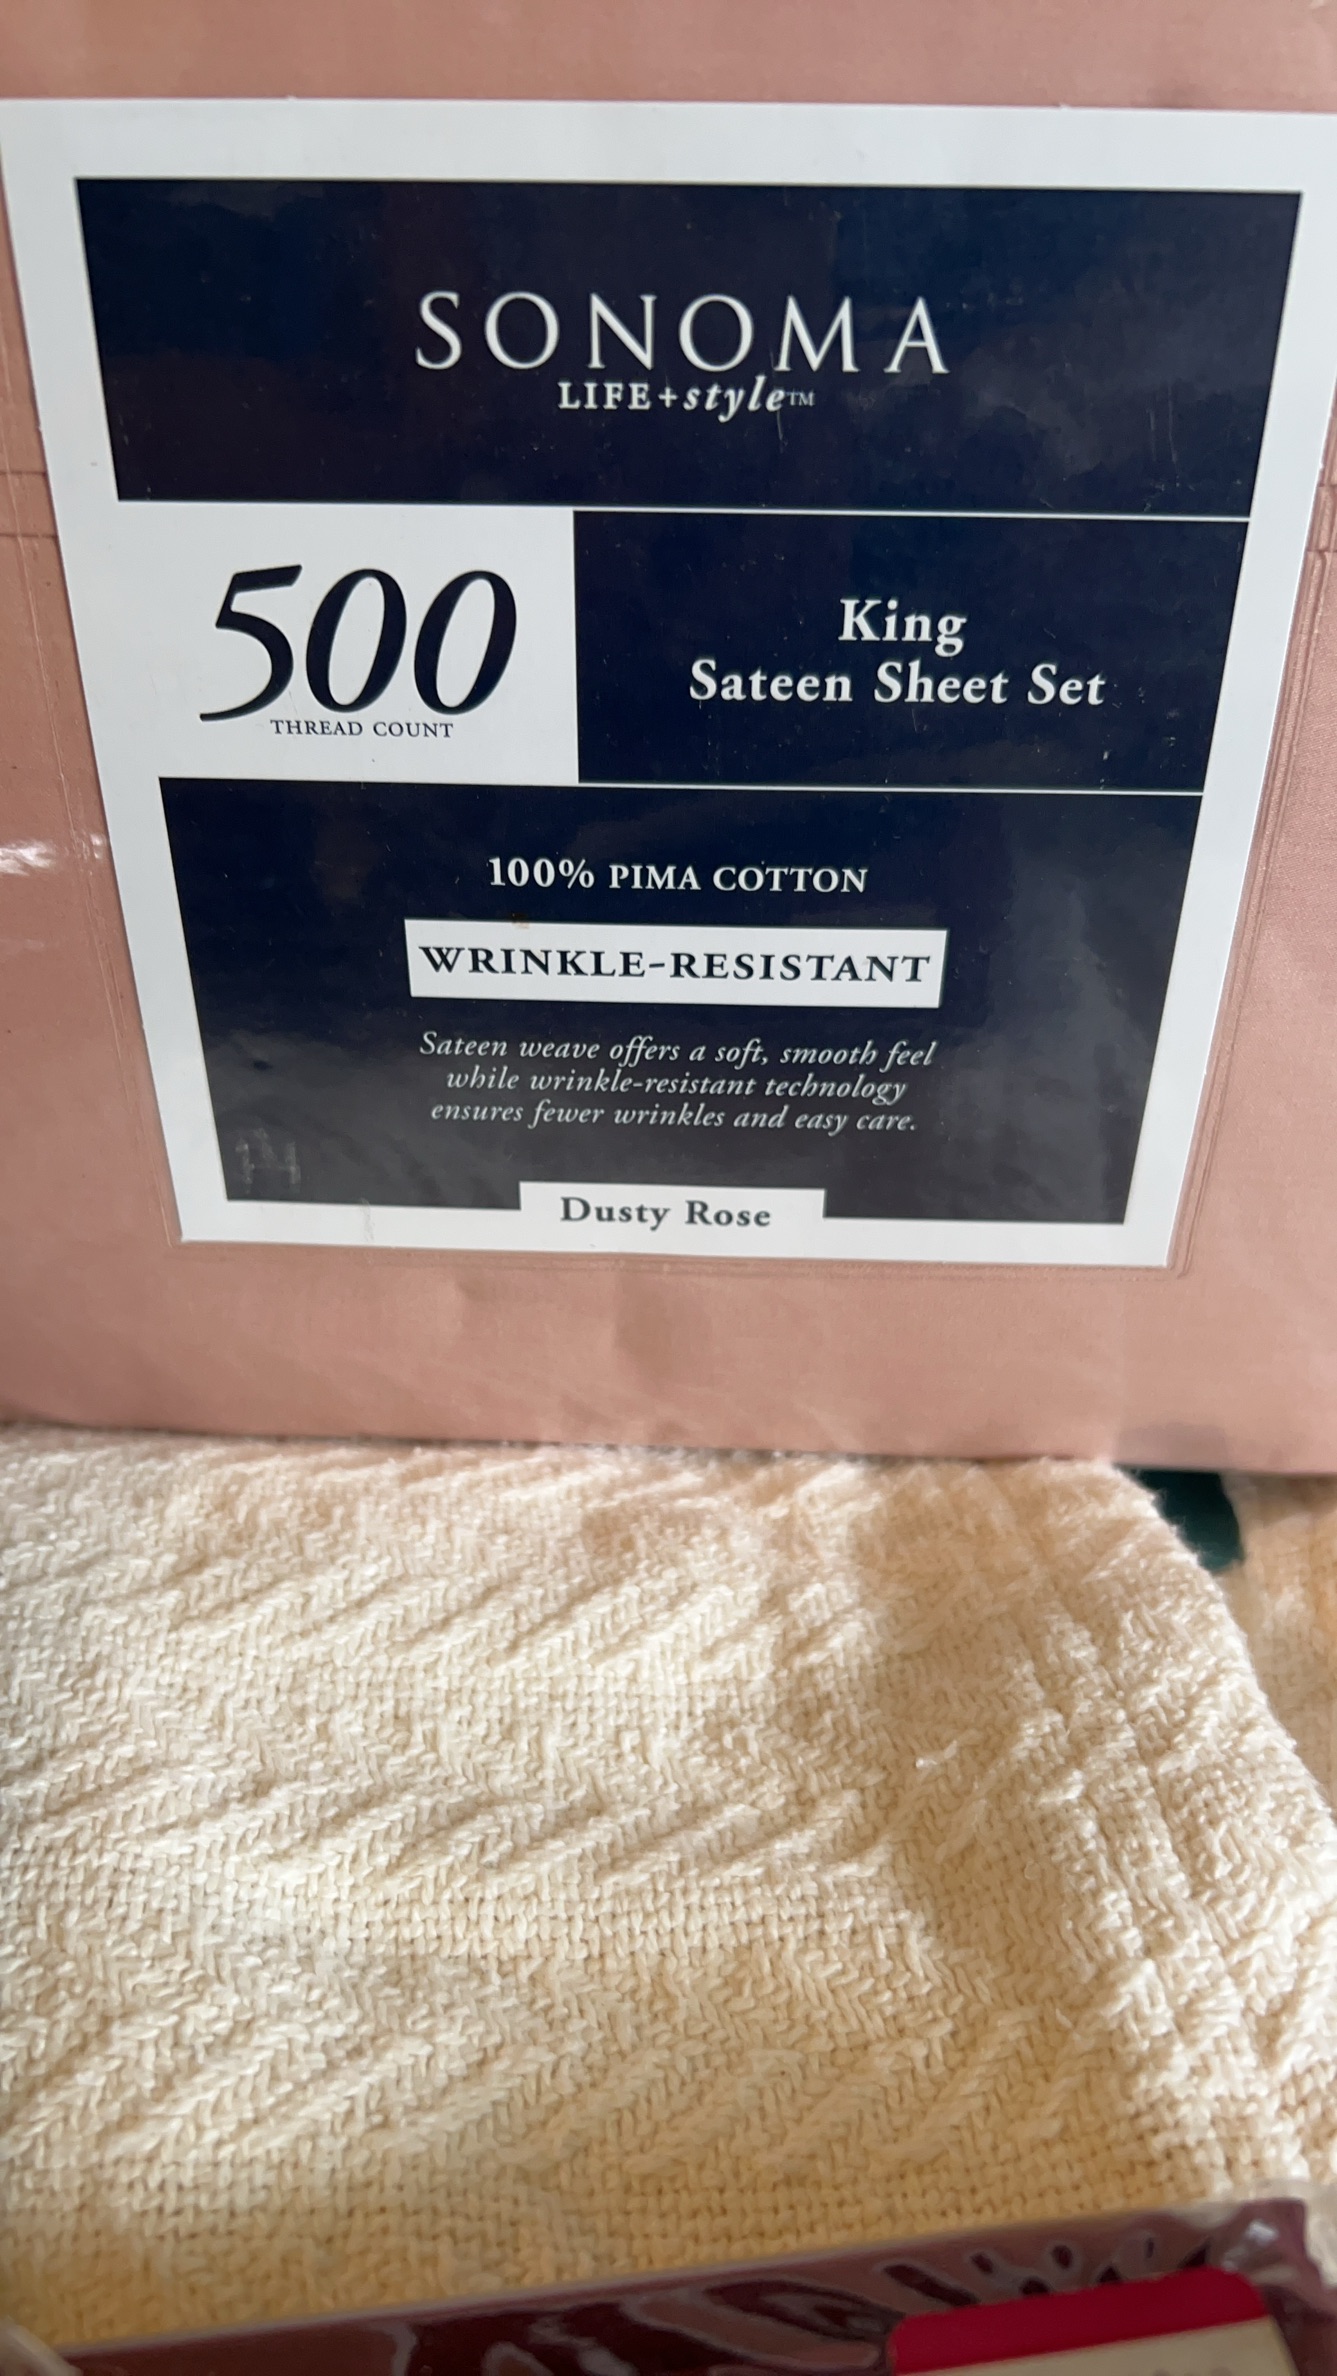 SONOMA
LIFE+style™
500
THREAD COUNT
King
Sateen Sheet Set
100% PIMA COTTON
WRINKLE-RESISTANT
Sateen weave offers a soft, smooth feel
while wrinkle-resistant technology
ensures fewer wrinkles and easy care.
Dusty Rose